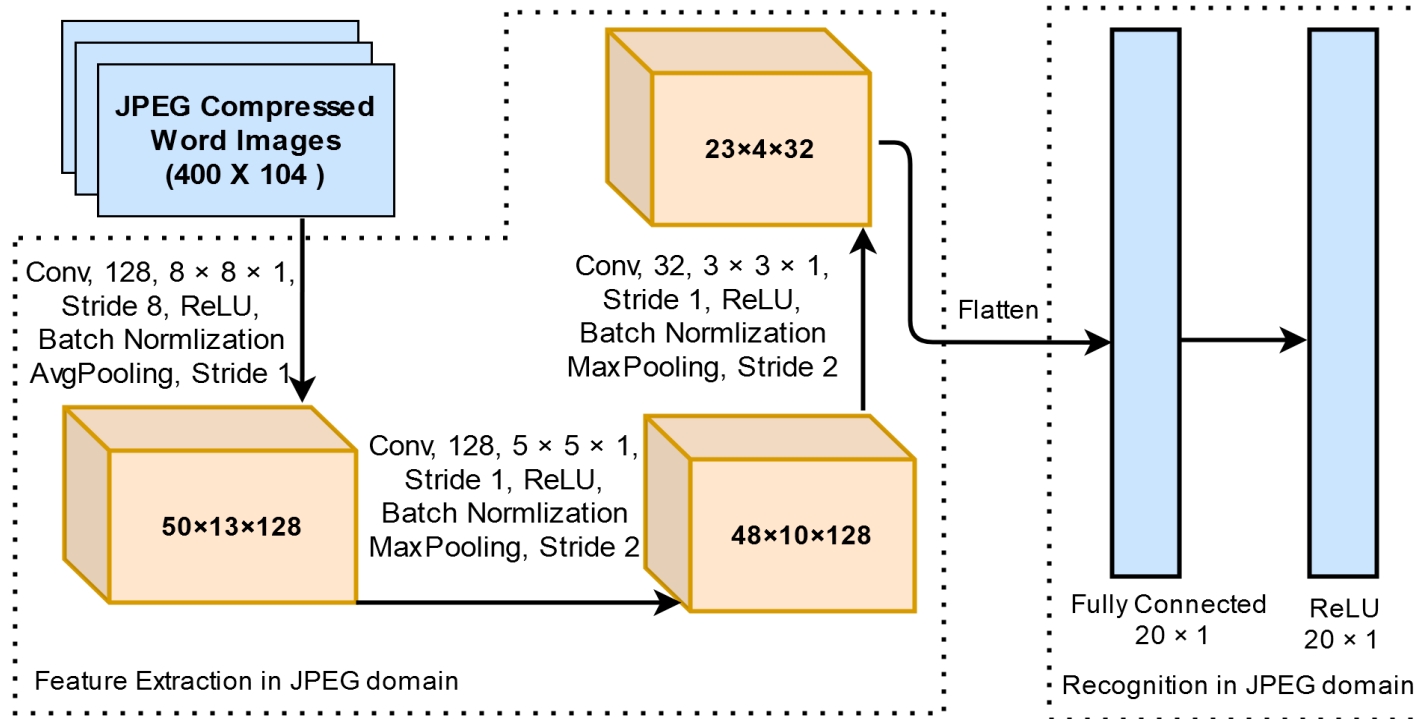 JPEG Compressed
Word Images
(400 X 104 )
Conv, 128, 8 × 8 × 1,
Stride 8, ReLU,
Batch Normlization
AvgPooling, Stride 1
50×13×128
Conv, 128, 5 × 5 × 1,
Stride 1, ReLU,
Batch Normlization
MaxPooling, Stride 2
48×10×128
Conv, 32, 3 × 3 × 1,
Stride 1, ReLU,
Batch Normlization
MaxPooling, Stride 2
23×4×32
Flatten
Fully Connected
20 × 1
ReLU
20 × 1
Feature Extraction in JPEG domain
Recognition in JPEG domain